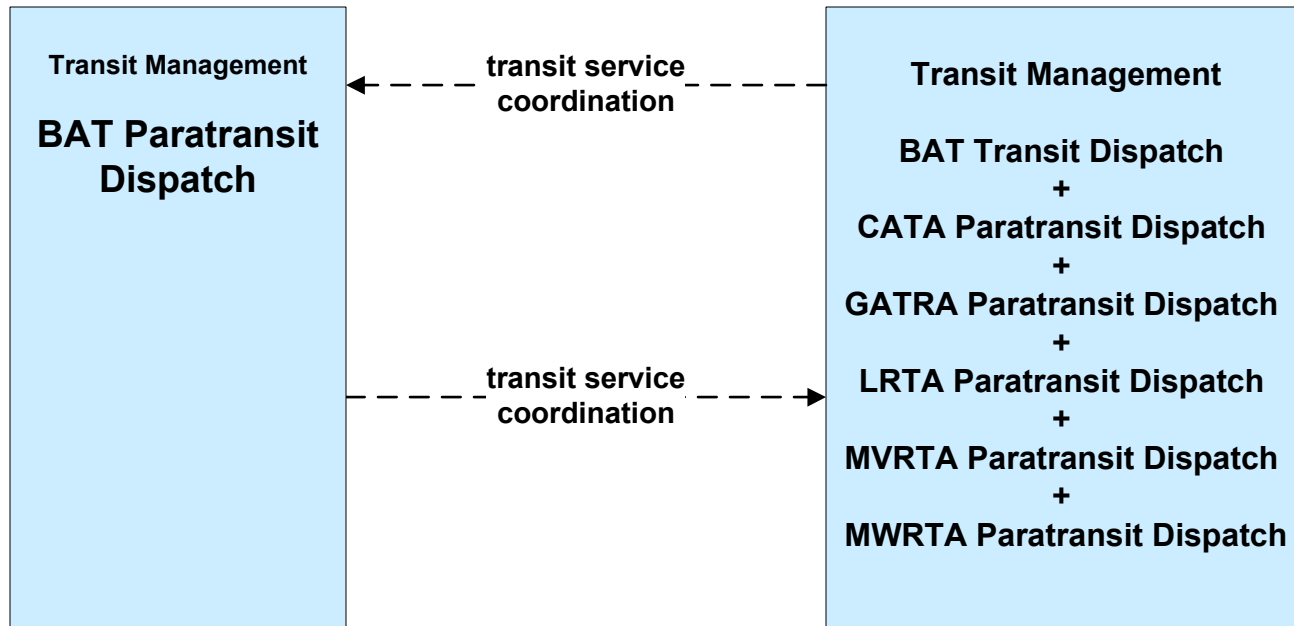 Transit Management
BAT Paratransit
Dispatch
transit service
coordination
transit service
coordination
Transit Management
BAT Transit Dispatch
+
CATA Paratransit Dispatch
+
GATRA Paratransit Dispatch
+
LRTA Paratransit Dispatch
+
MVRTA Paratransit Dispatch
+
MWRTA Paratransit Dispatch